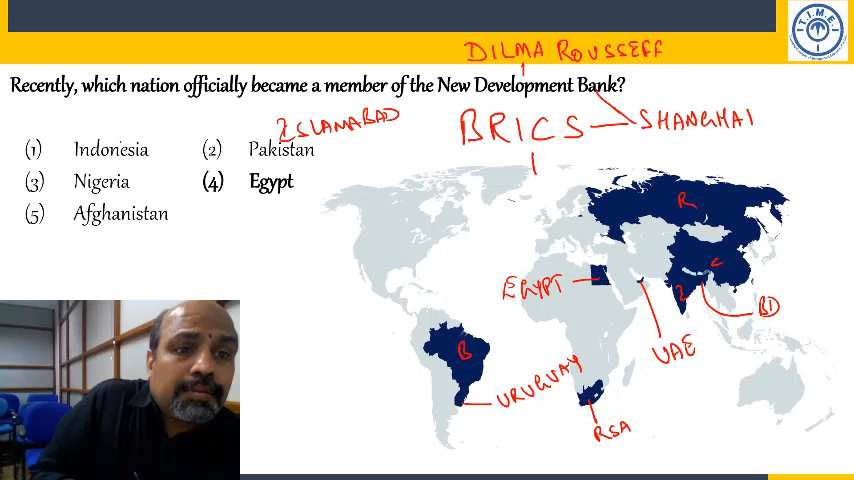 T.I.M.E.
DILMA ROUSSEFF
Recently, which nation officially became a member of the New Development Bank?
ISLAMABAD
BRICS SHANGHAI
(1) Indonesia (2) Pakistan
(3) Nigeria (4) Egypt
(5) Afghanistan
R
C
EGYPT
I
BD
B
UAE
URUGUAY
RSA